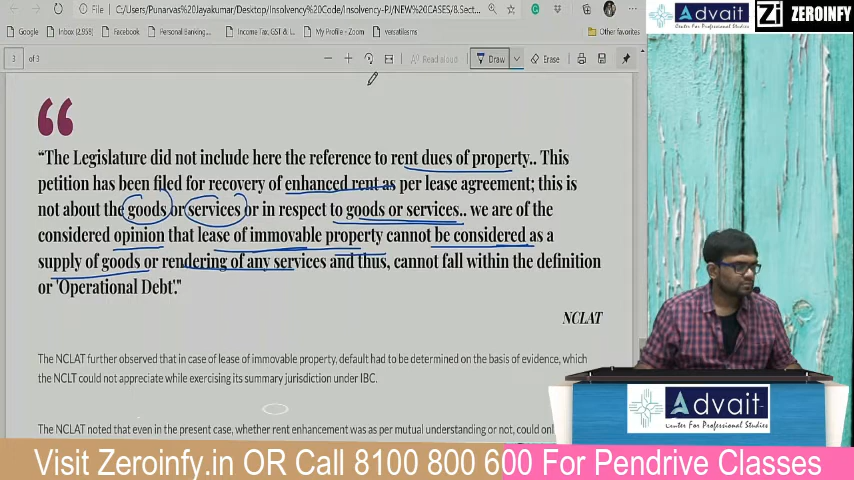 File | C:/Users/Punarvas%20Jayakumar/Desktop/Insolvency%20Code/Insolvency-PJ/NEW%20CASES/8.Sect...
Google Inbox (2,958) Facebook Personal Banking... Income Tax, GST & I... My Profile - Zoom versatilesms Other favorites
3 of 3 Read aloud Draw Erase
Advait
Center For Professional Studies
Zi ZEROINFY
“The Legislature did not include here the reference to rent dues of property.. This
petition has been filed for recovery of enhanced rent as per lease agreement; this is
not about the goods or services or in respect to goods or services.. we are of the
considered opinion that lease of immovable property cannot be considered as a
supply of goods or rendering of any services and thus, cannot fall within the definition
or 'Operational Debt'."
NCLAT
The NCLAT further observed that in case of lease of immovable property, default had to be determined on the basis of evidence, which
the NCLT could not appreciate while exercising its summary jurisdiction under IBC.
The NCLAT noted that even in the present case, whether rent enhancement was as per mutual understanding or not, could onl
Advait
Center For Professional Studies
Visit Zeroinfy.in OR Call 8100 800 600 For Pendrive Classes